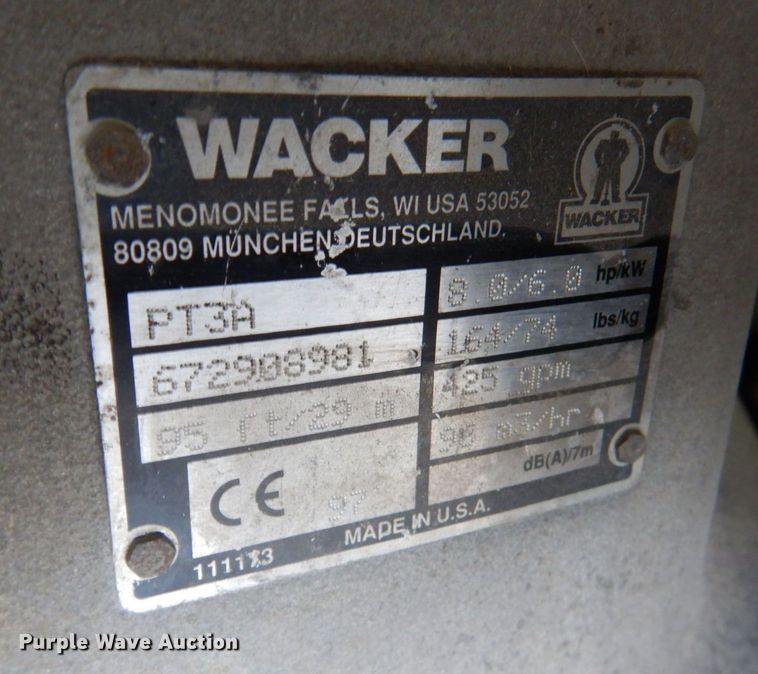 WACKER
WACKER
MENOMONEE FALLS, WI USA 53052
80809 MÜNCHEN DEUTSCHLAND.
PT3A
8.0/6.0 hp/kW
672908981
164/74 lbs/kg
95 ft/29 m
425 gpm
96 m3/hr
dB(A)/7m
CE 97
MADE IN U.S.A.
111173
Purple Wave Auction